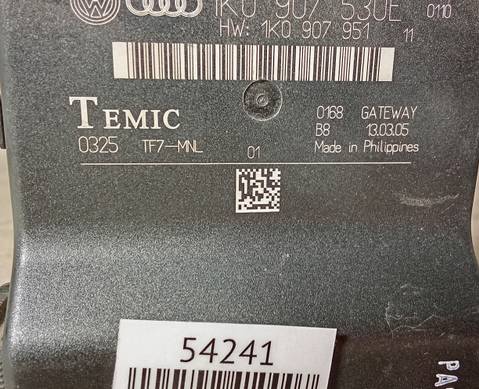 1K0 907 530E 0110
HW: 1K0 907 951 11
TEMIC
0168 GATEWAY
B8 13.03.05
0325 TF7-MNL 01
Made in Philippines
54241
PA